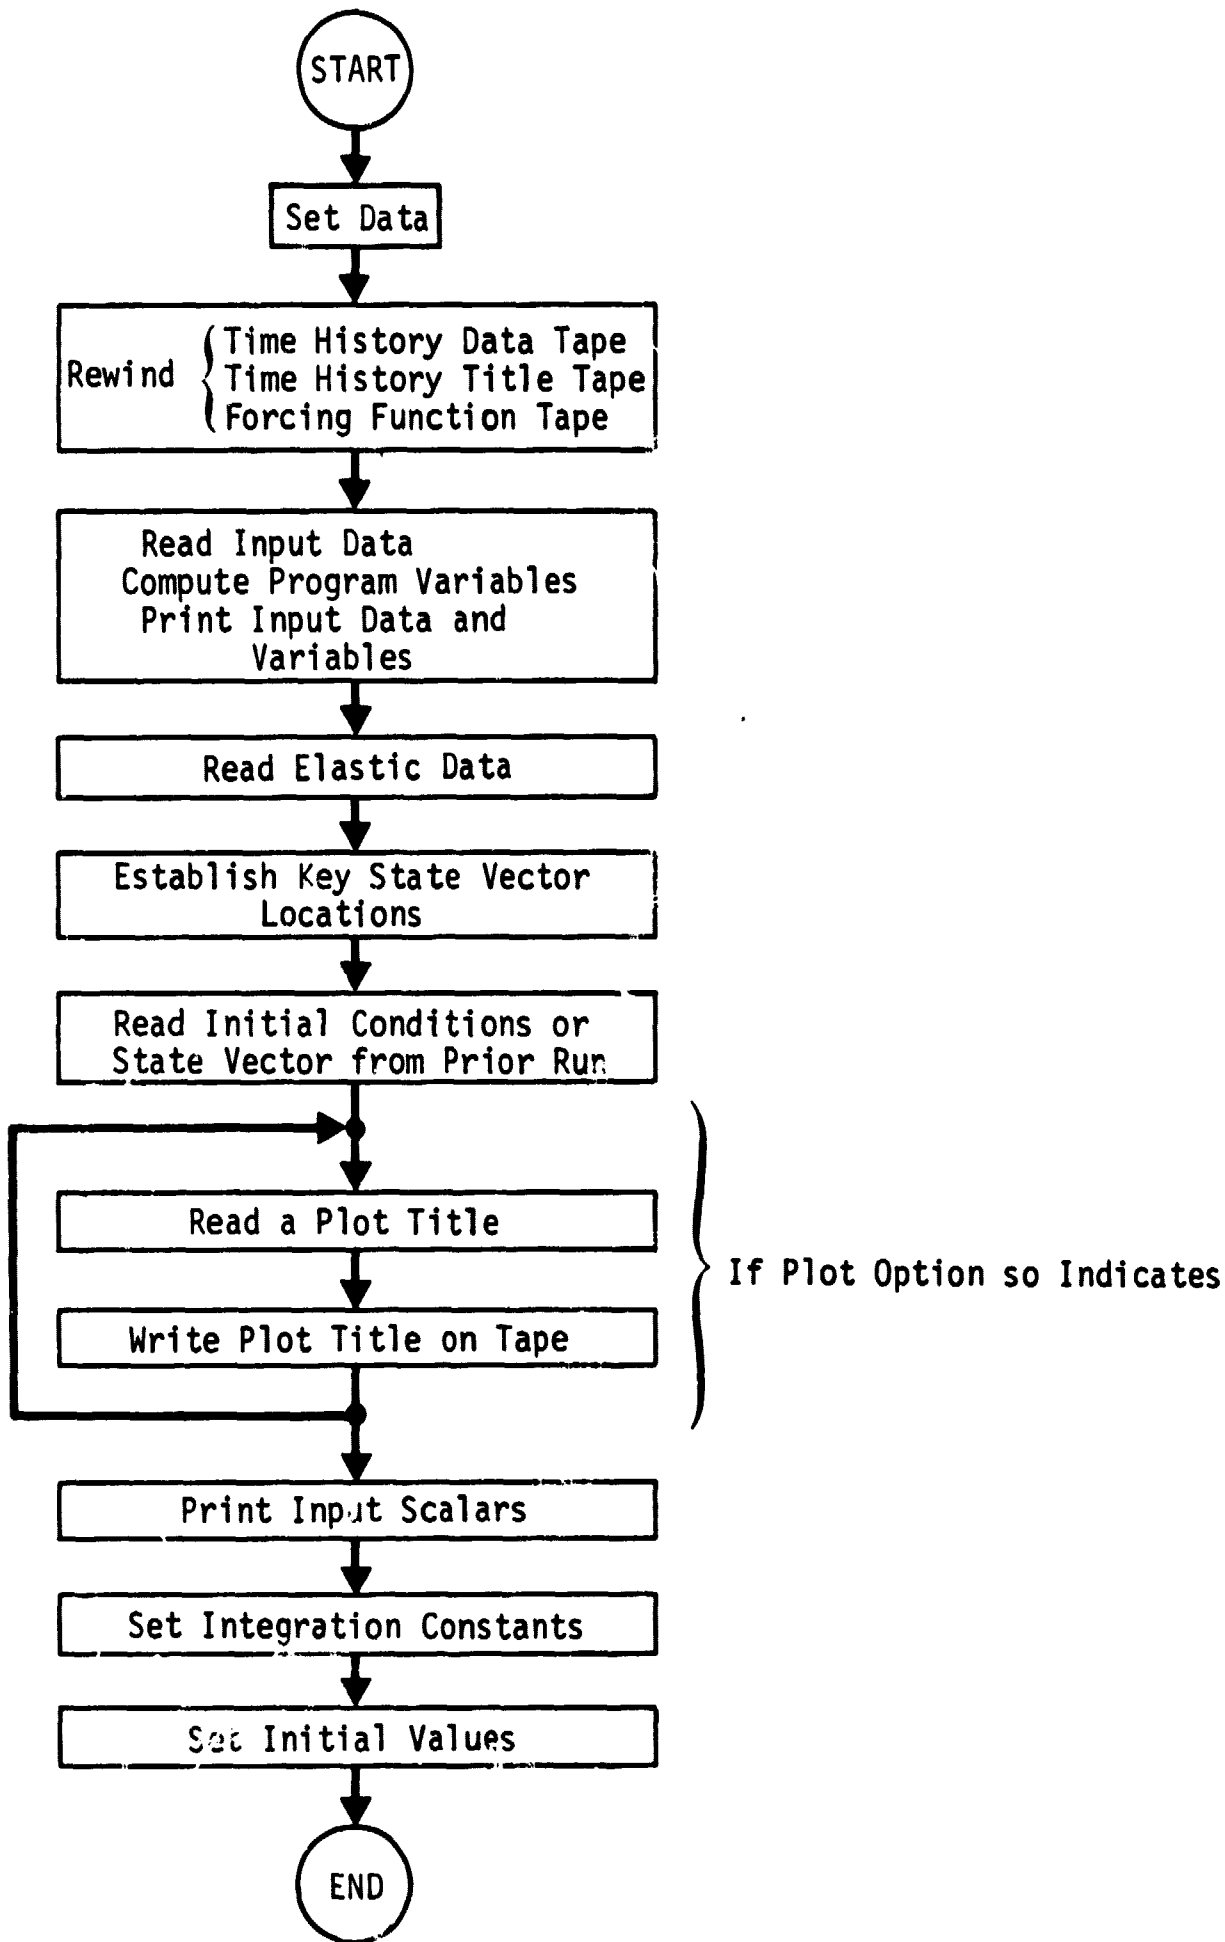 START
Set Data
Rewind
Time History Data Tape
Time History Title Tape
Forcing Function Tape
Read Input Data
Compute Program Variables
Print Input Data and
Variables
Read Elastic Data
Establish Key State Vector
Locations
Read Initial Conditions or
State Vector from Prior Run
Read a Plot Title
If Plot Option so Indicates
Write Plot Title on Tape
Print Input Scalars
Set Integration Constants
Set Initial Values
END